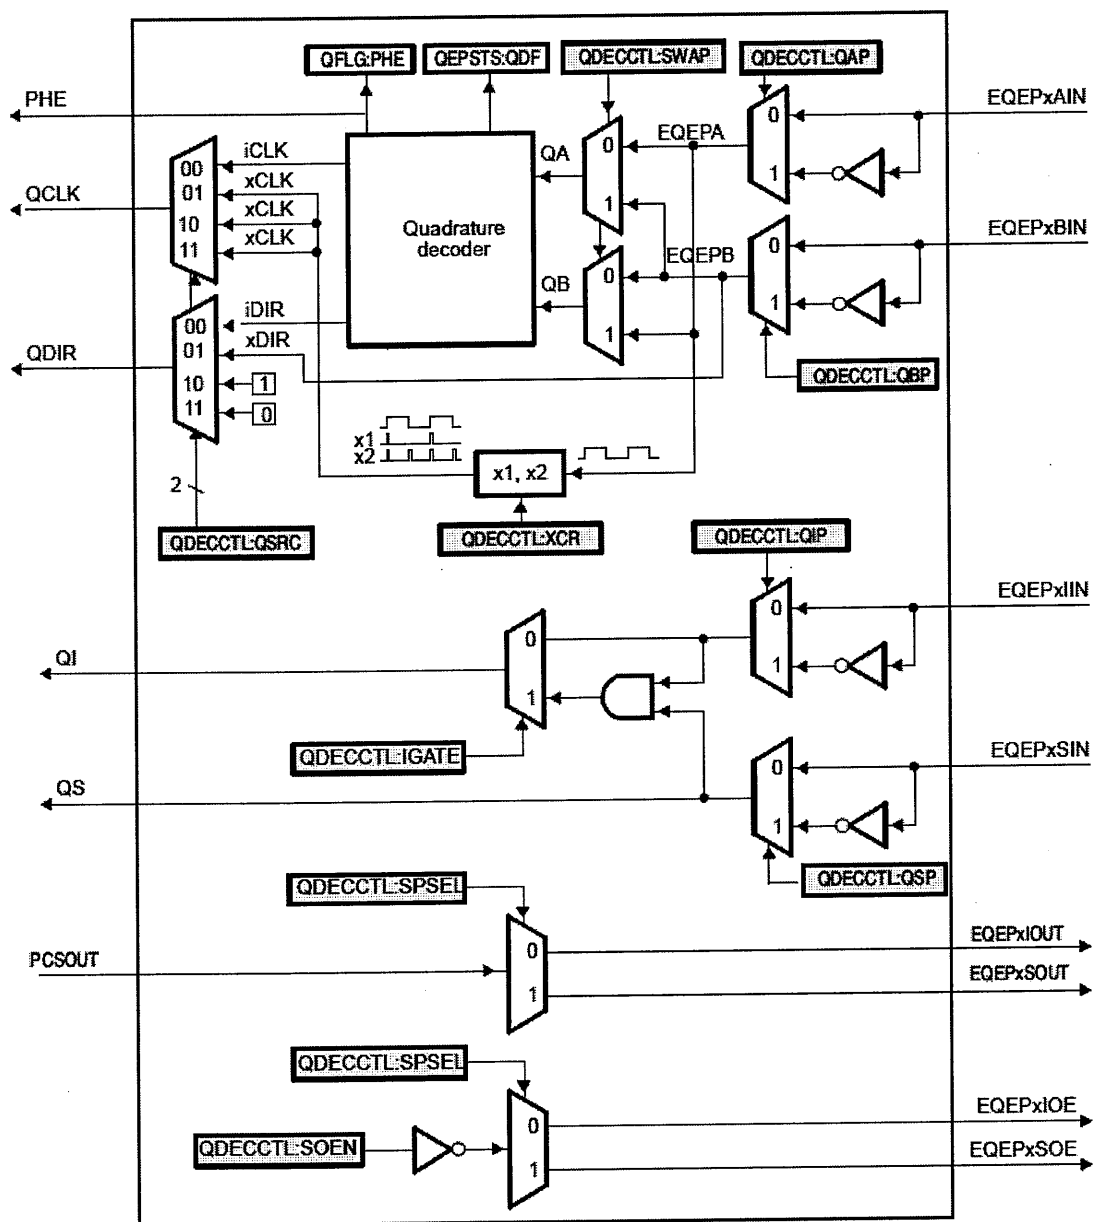 QFLG:PHE
QEPSTS:QDF
QDECCTL:SWAP
QDECCTL:QAP
PHE
EQEPxAIN
0
EQEPA
0
iCLK
QA
00
xCLK
01
1
QCLK
xCLK
1
10
xCLK
Quadrature
decoder
EQEPxBIN
11
0
EQEPB
0
QB
iDIR
1
00
QDIR
xDIR
1
01
QDECCTL:QBP
10
1
11
0
x1
x2
x1, x2
2
QDECCTL:QSRC
QDECCTL:XCR
QDECCTL:QIP
EQEPxIIN
0
0
QI
1
1
QDECCTL:IGATE
EQEPxSIN
0
QS
1
QDECCTL:SPSEL
QDECCTL:QSP
EQEPxIOUT
0
PCSOUT
EQEPxSOUT
1
QDECCTL:SPSEL
EQEPxIOE
0
QDECCTL:SOEN
EQEPxSOE
1